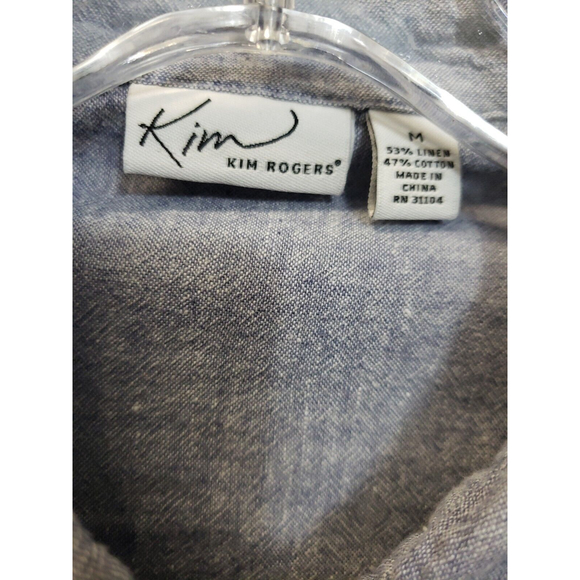 Kim
KIM ROGERS®
M
53% LINEN
47% COTTON
MADE IN
CHINA
RN 31104